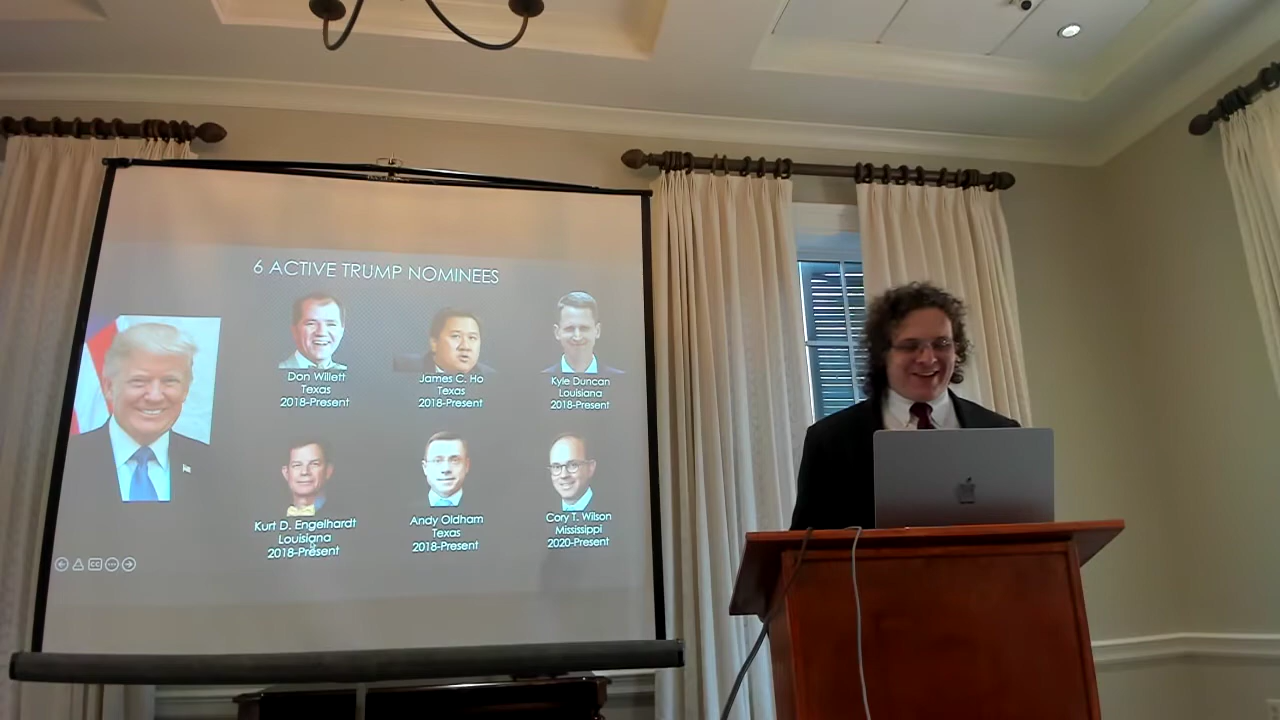 6 ACTIVE TRUMP NOMINEES
Don Willett
Texas
2018-Present
James C. Ho
Texas
2018-Present
Kyle Duncan
Louisiana
2018-Present
Kurt D. Engelhardt
Louisiana
2018-Present
Andy Oldham
Texas
2018-Present
Cory T. Wilson
Mississippi
2020-Present
CC